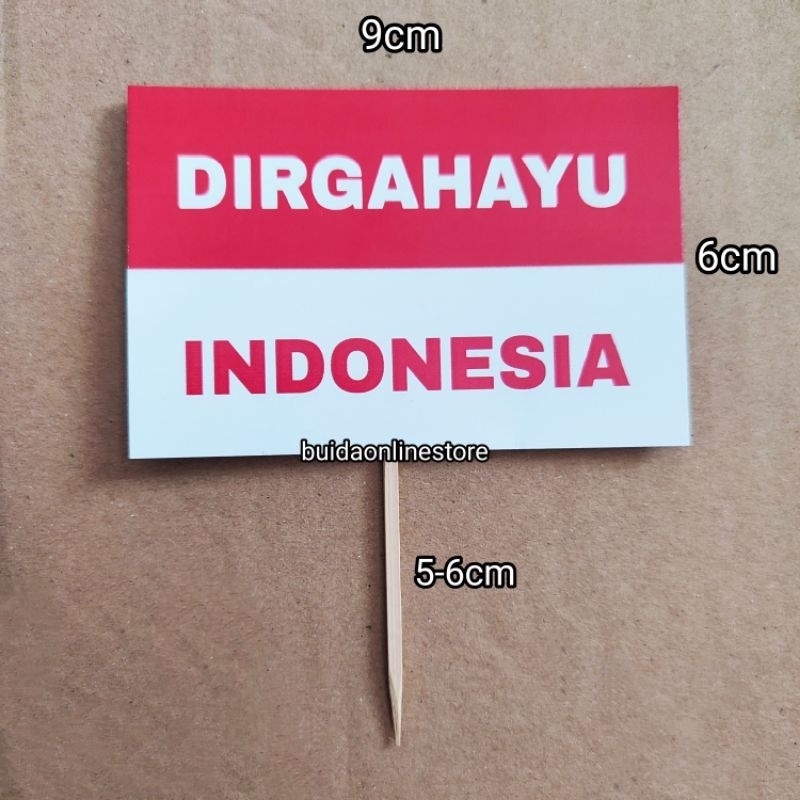 9cm
DIRGAHAYU
6cm
INDONESIA
buidaonlinestore
5-6cm